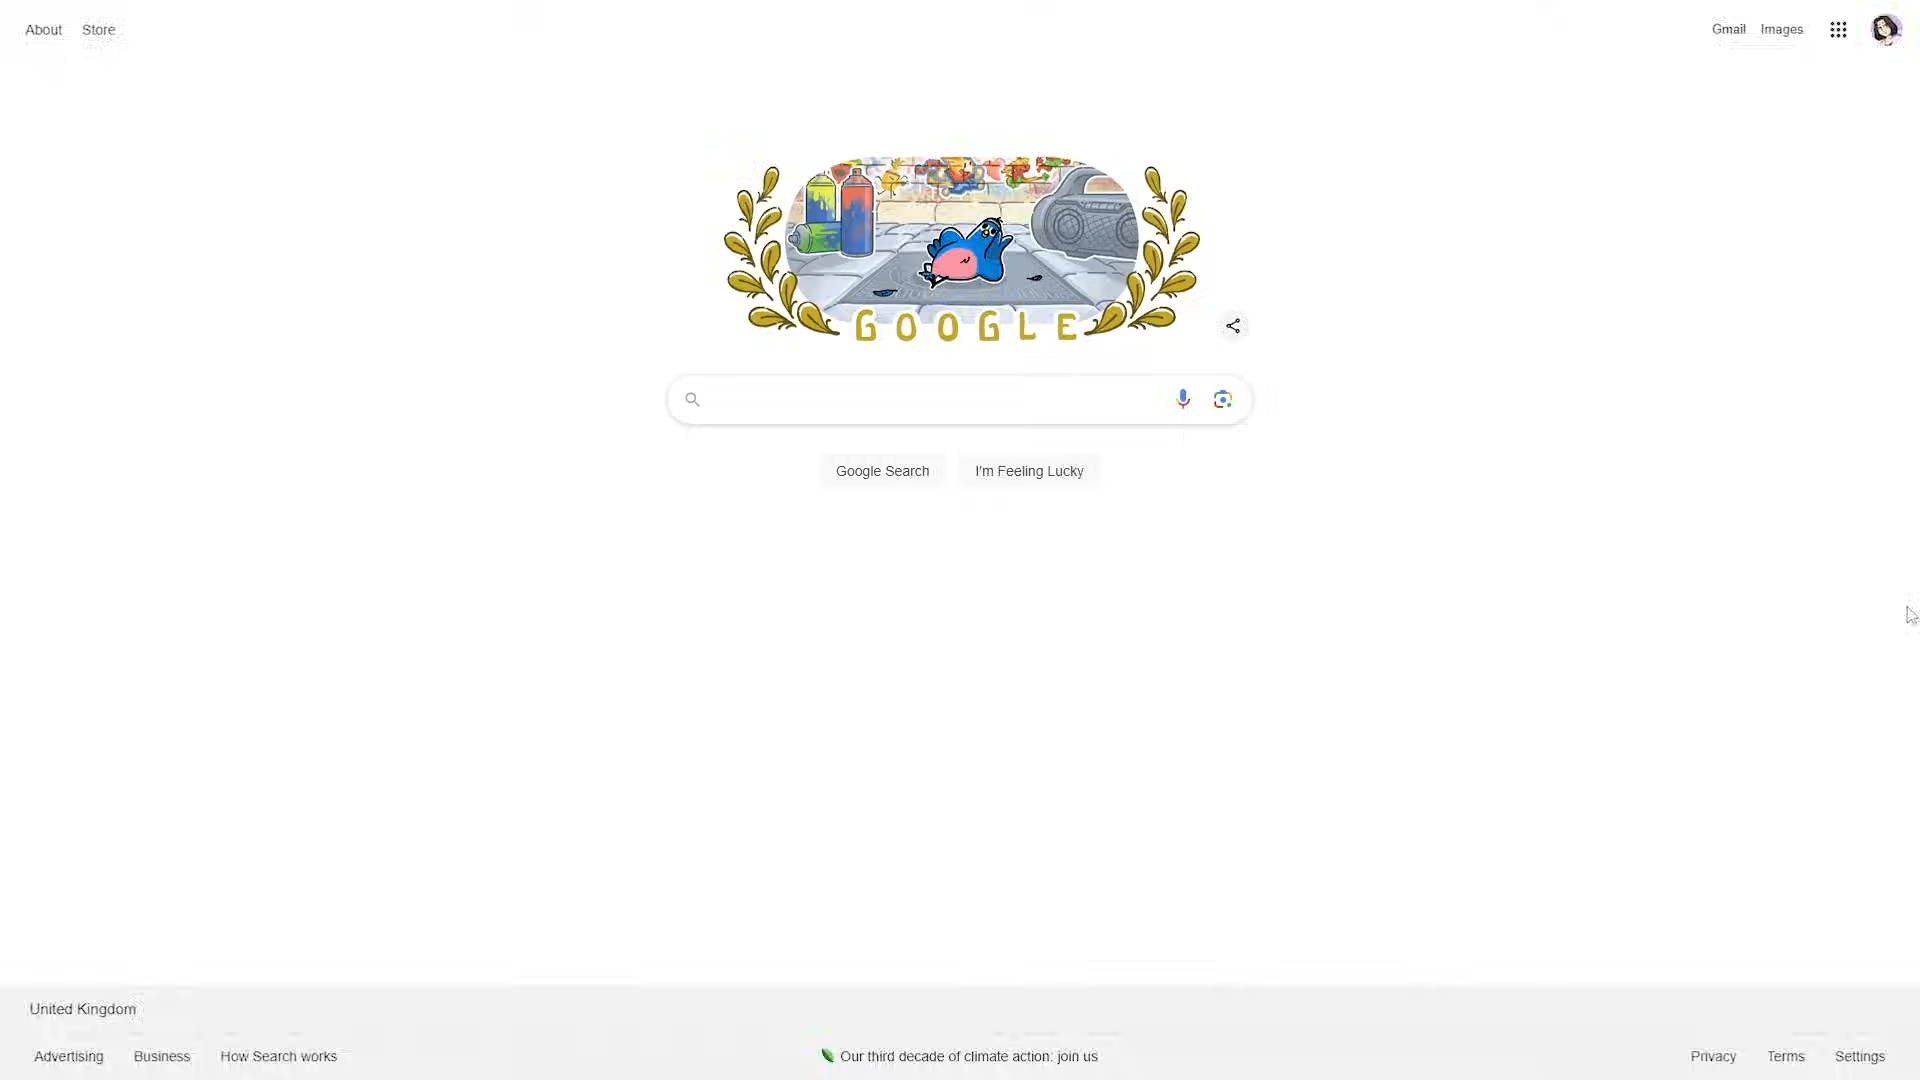 About Store
Gmail Images
GOOGLE
Google Search
I'm Feeling Lucky
United Kingdom
Advertising Business How Search works
Our third decade of climate action: join us
Privacy Terms Settings